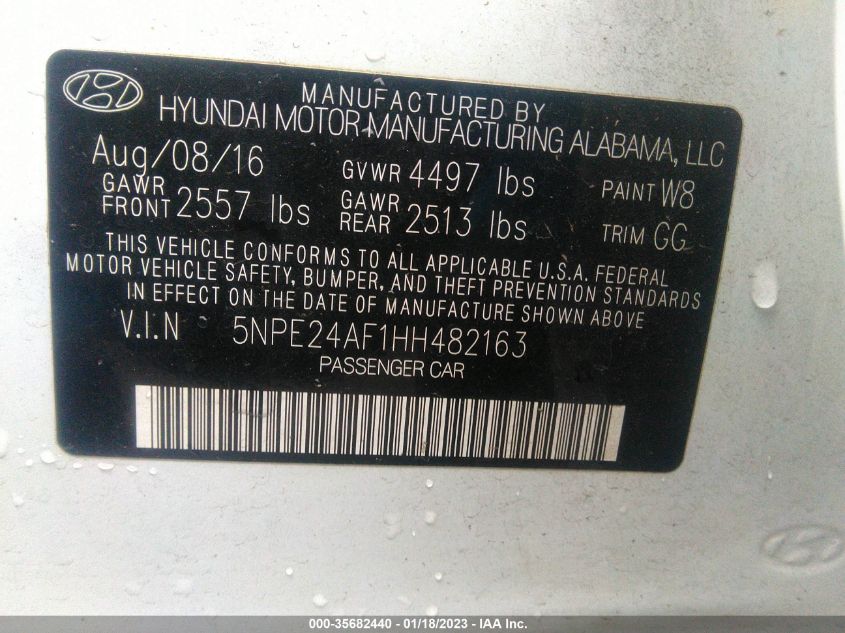 MANUFACTURED BY
HYUNDAI MOTOR MANUFACTURING ALABAMA, LLC
Aug/08/16 GVWR 4497 lbs PAINT W8
GAWR FRONT 2557 lbs GAWR REAR 2513 lbs TRIM GG
THIS VEHICLE CONFORMS TO ALL APPLICABLE U.S.A. FEDERAL
MOTOR VEHICLE SAFETY, BUMPER, AND THEFT PREVENTION STANDARDS
IN EFFECT ON THE DATE OF MANUFACTURE SHOWN ABOVE
V.I.N 5NPE24AF1HH482163
PASSENGER CAR
000-35682440 - 01/18/2023 - IAA Inc.